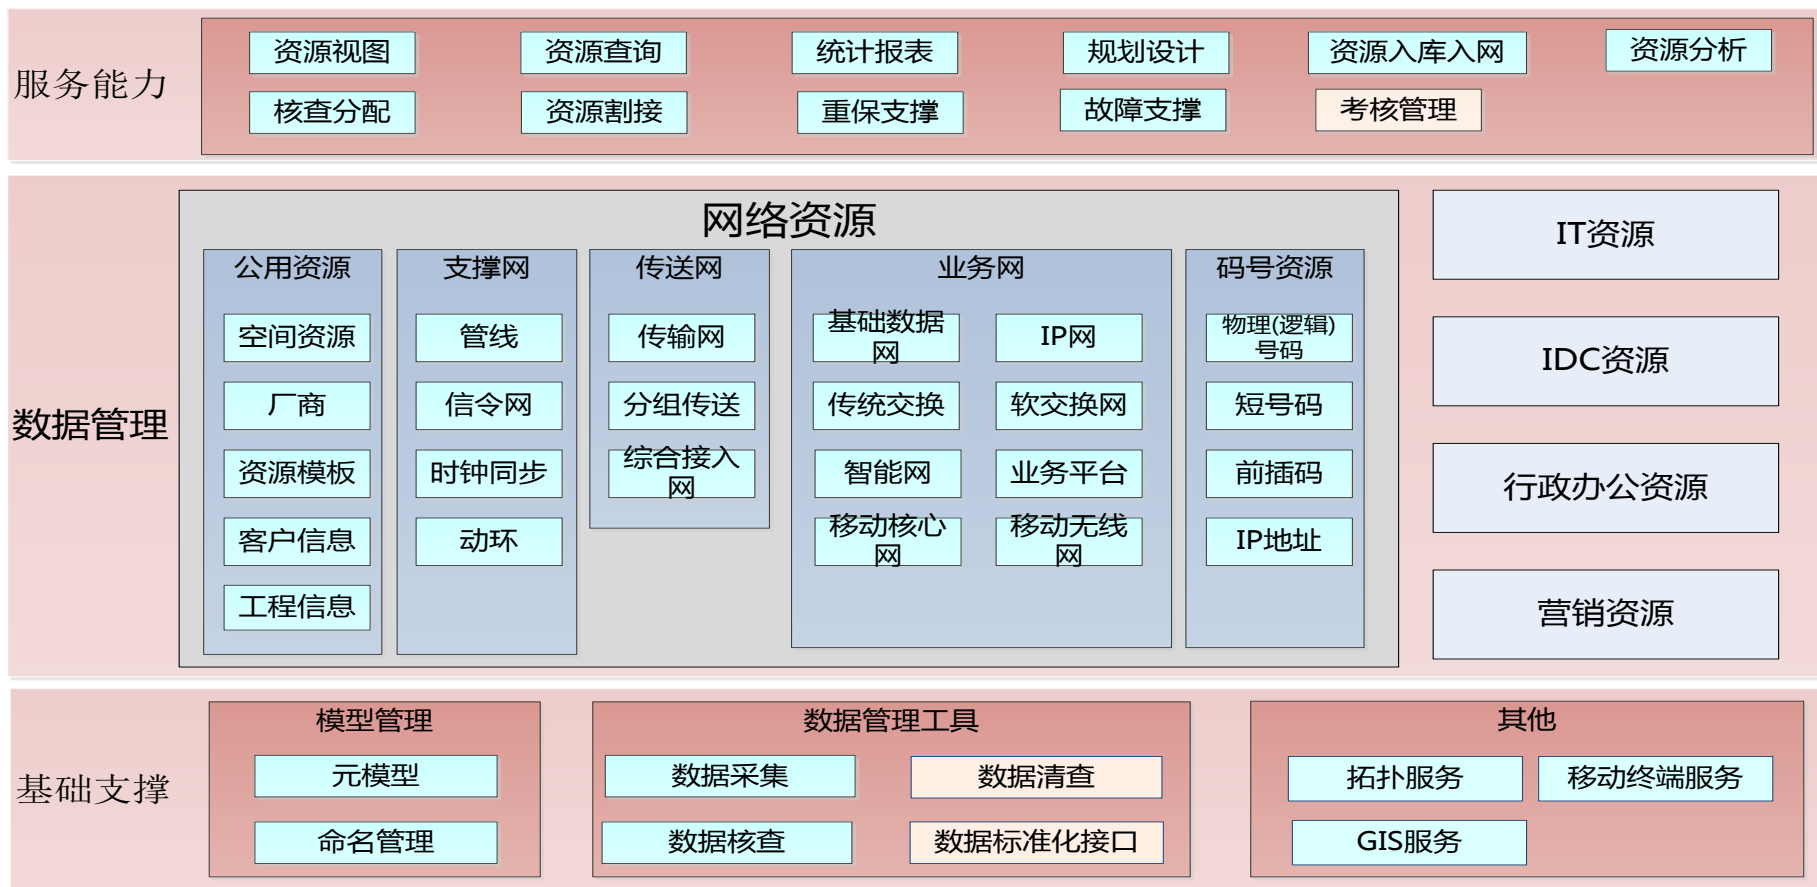 服务能力
资源视图
资源查询
统计报表
规划设计
资源入库入网
资源分析
核查分配
资源割接
重保支撑
故障支撑
考核管理
数据管理
网络资源
公用资源
空间资源
厂商
资源模板
客户信息
工程信息
支撑网
管线
信令网
时钟同步
动环
传送网
传输网
分组传送
综合接入
网
业务网
基础数据
网
IP网
传统交换
软交换网
智能网
业务平台
移动核心
网
移动无线
网
码号资源
物理(逻辑)
号码
短号码
前插码
IP地址
IT资源
IDC资源
行政办公资源
营销资源
基础支撑
模型管理
元模型
命名管理
数据管理工具
数据采集
数据清查
数据核查
数据标准化接口
其他
拓扑服务
移动终端服务
GIS服务